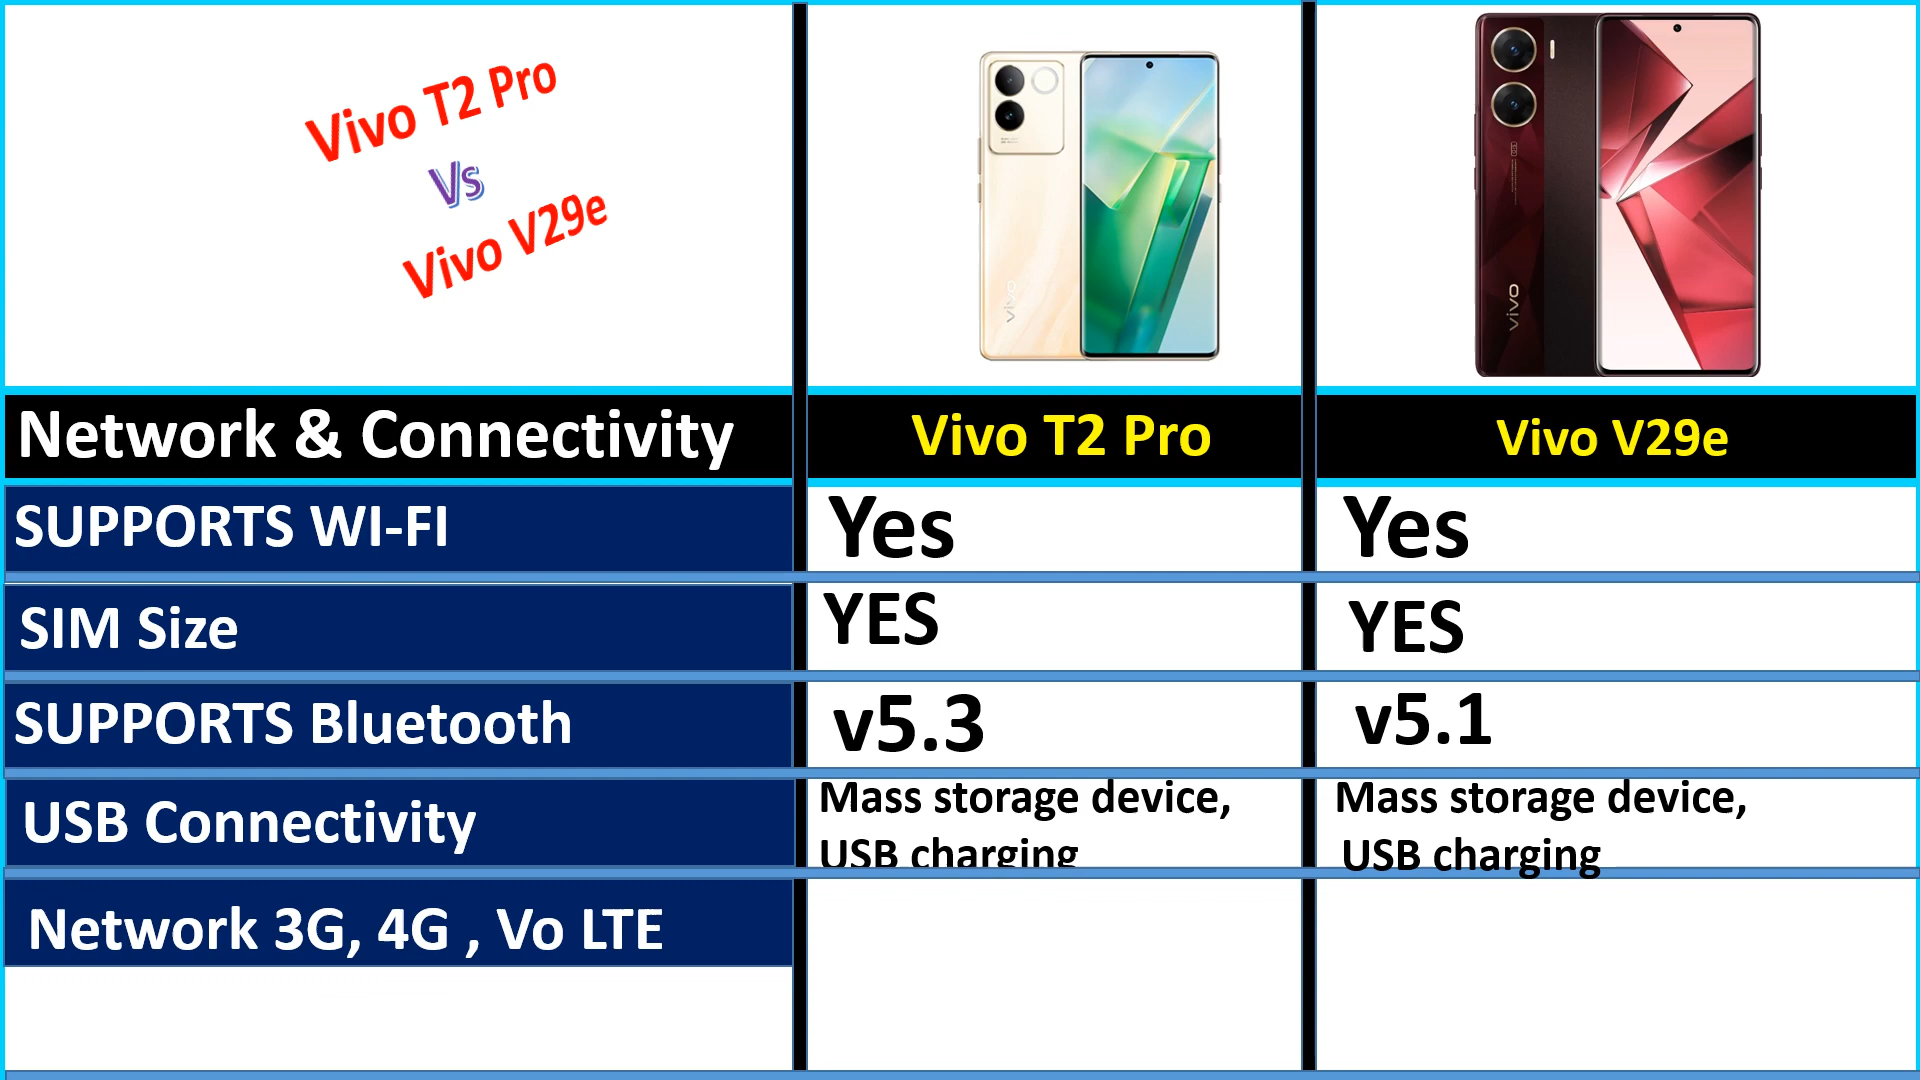 Vivo T2 Pro
Vs
Vivo V29e
vivo
vivo
Network & Connectivity
Vivo T2 Pro
Vivo V29e
SUPPORTS WI-FI
Yes
Yes
SIM Size
YES
YES
SUPPORTS Bluetooth
v5.3
v5.1
USB Connectivity
Mass storage device,
USB charging
Mass storage device,
USB charging
Network 3G, 4G , Vo LTE